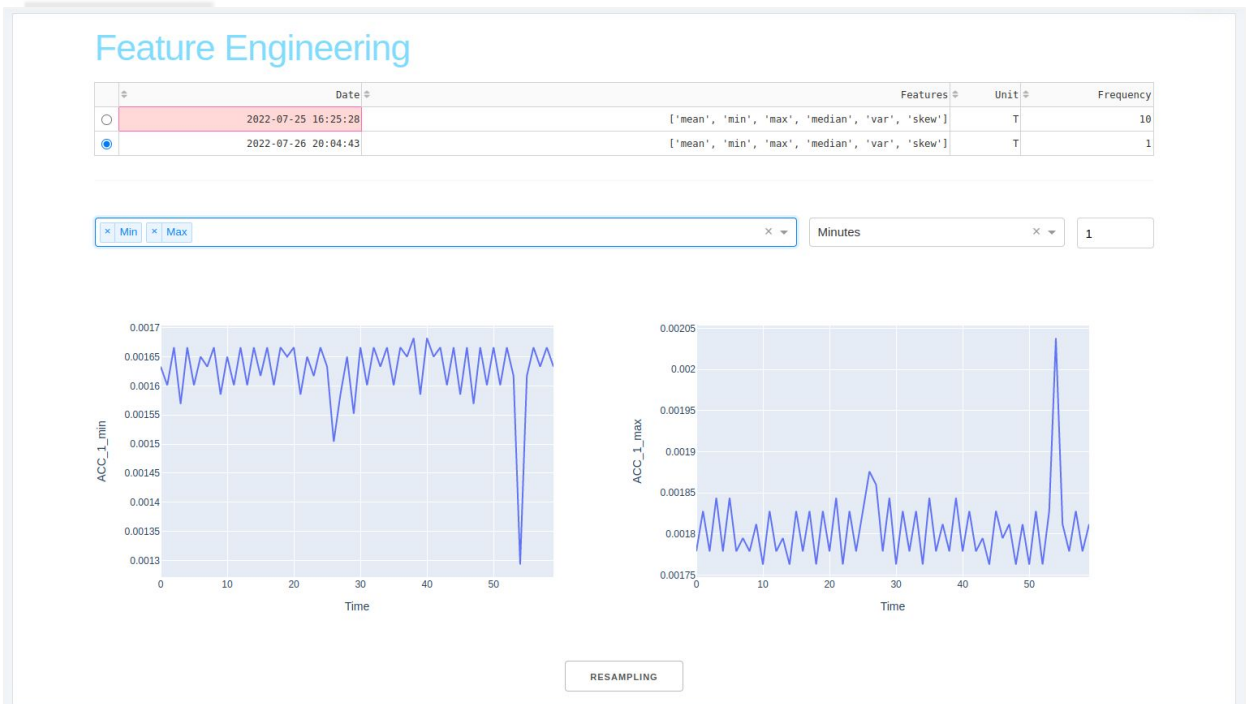 Feature Engineering
Date Features Unit Frequency
2022-07-25 16:25:28 ['mean', 'min', 'max', 'median', 'var', 'skew'] T 10
2022-07-26 20:04:43 ['mean', 'min', 'max', 'median', 'var', 'skew'] T 1
× Min × Max × Minutes × 1
0.0017
0.00165
0.0016
0.00155
0.0015
0.00145
0.0014
0.00135
0.0013
ACC_1_min
0 10 20 30 40 50
Time
0.00205
0.002
0.00195
0.0019
0.00185
0.0018
0.00175
ACC_1_max
0 10 20 30 40 50
Time
RESAMPLING